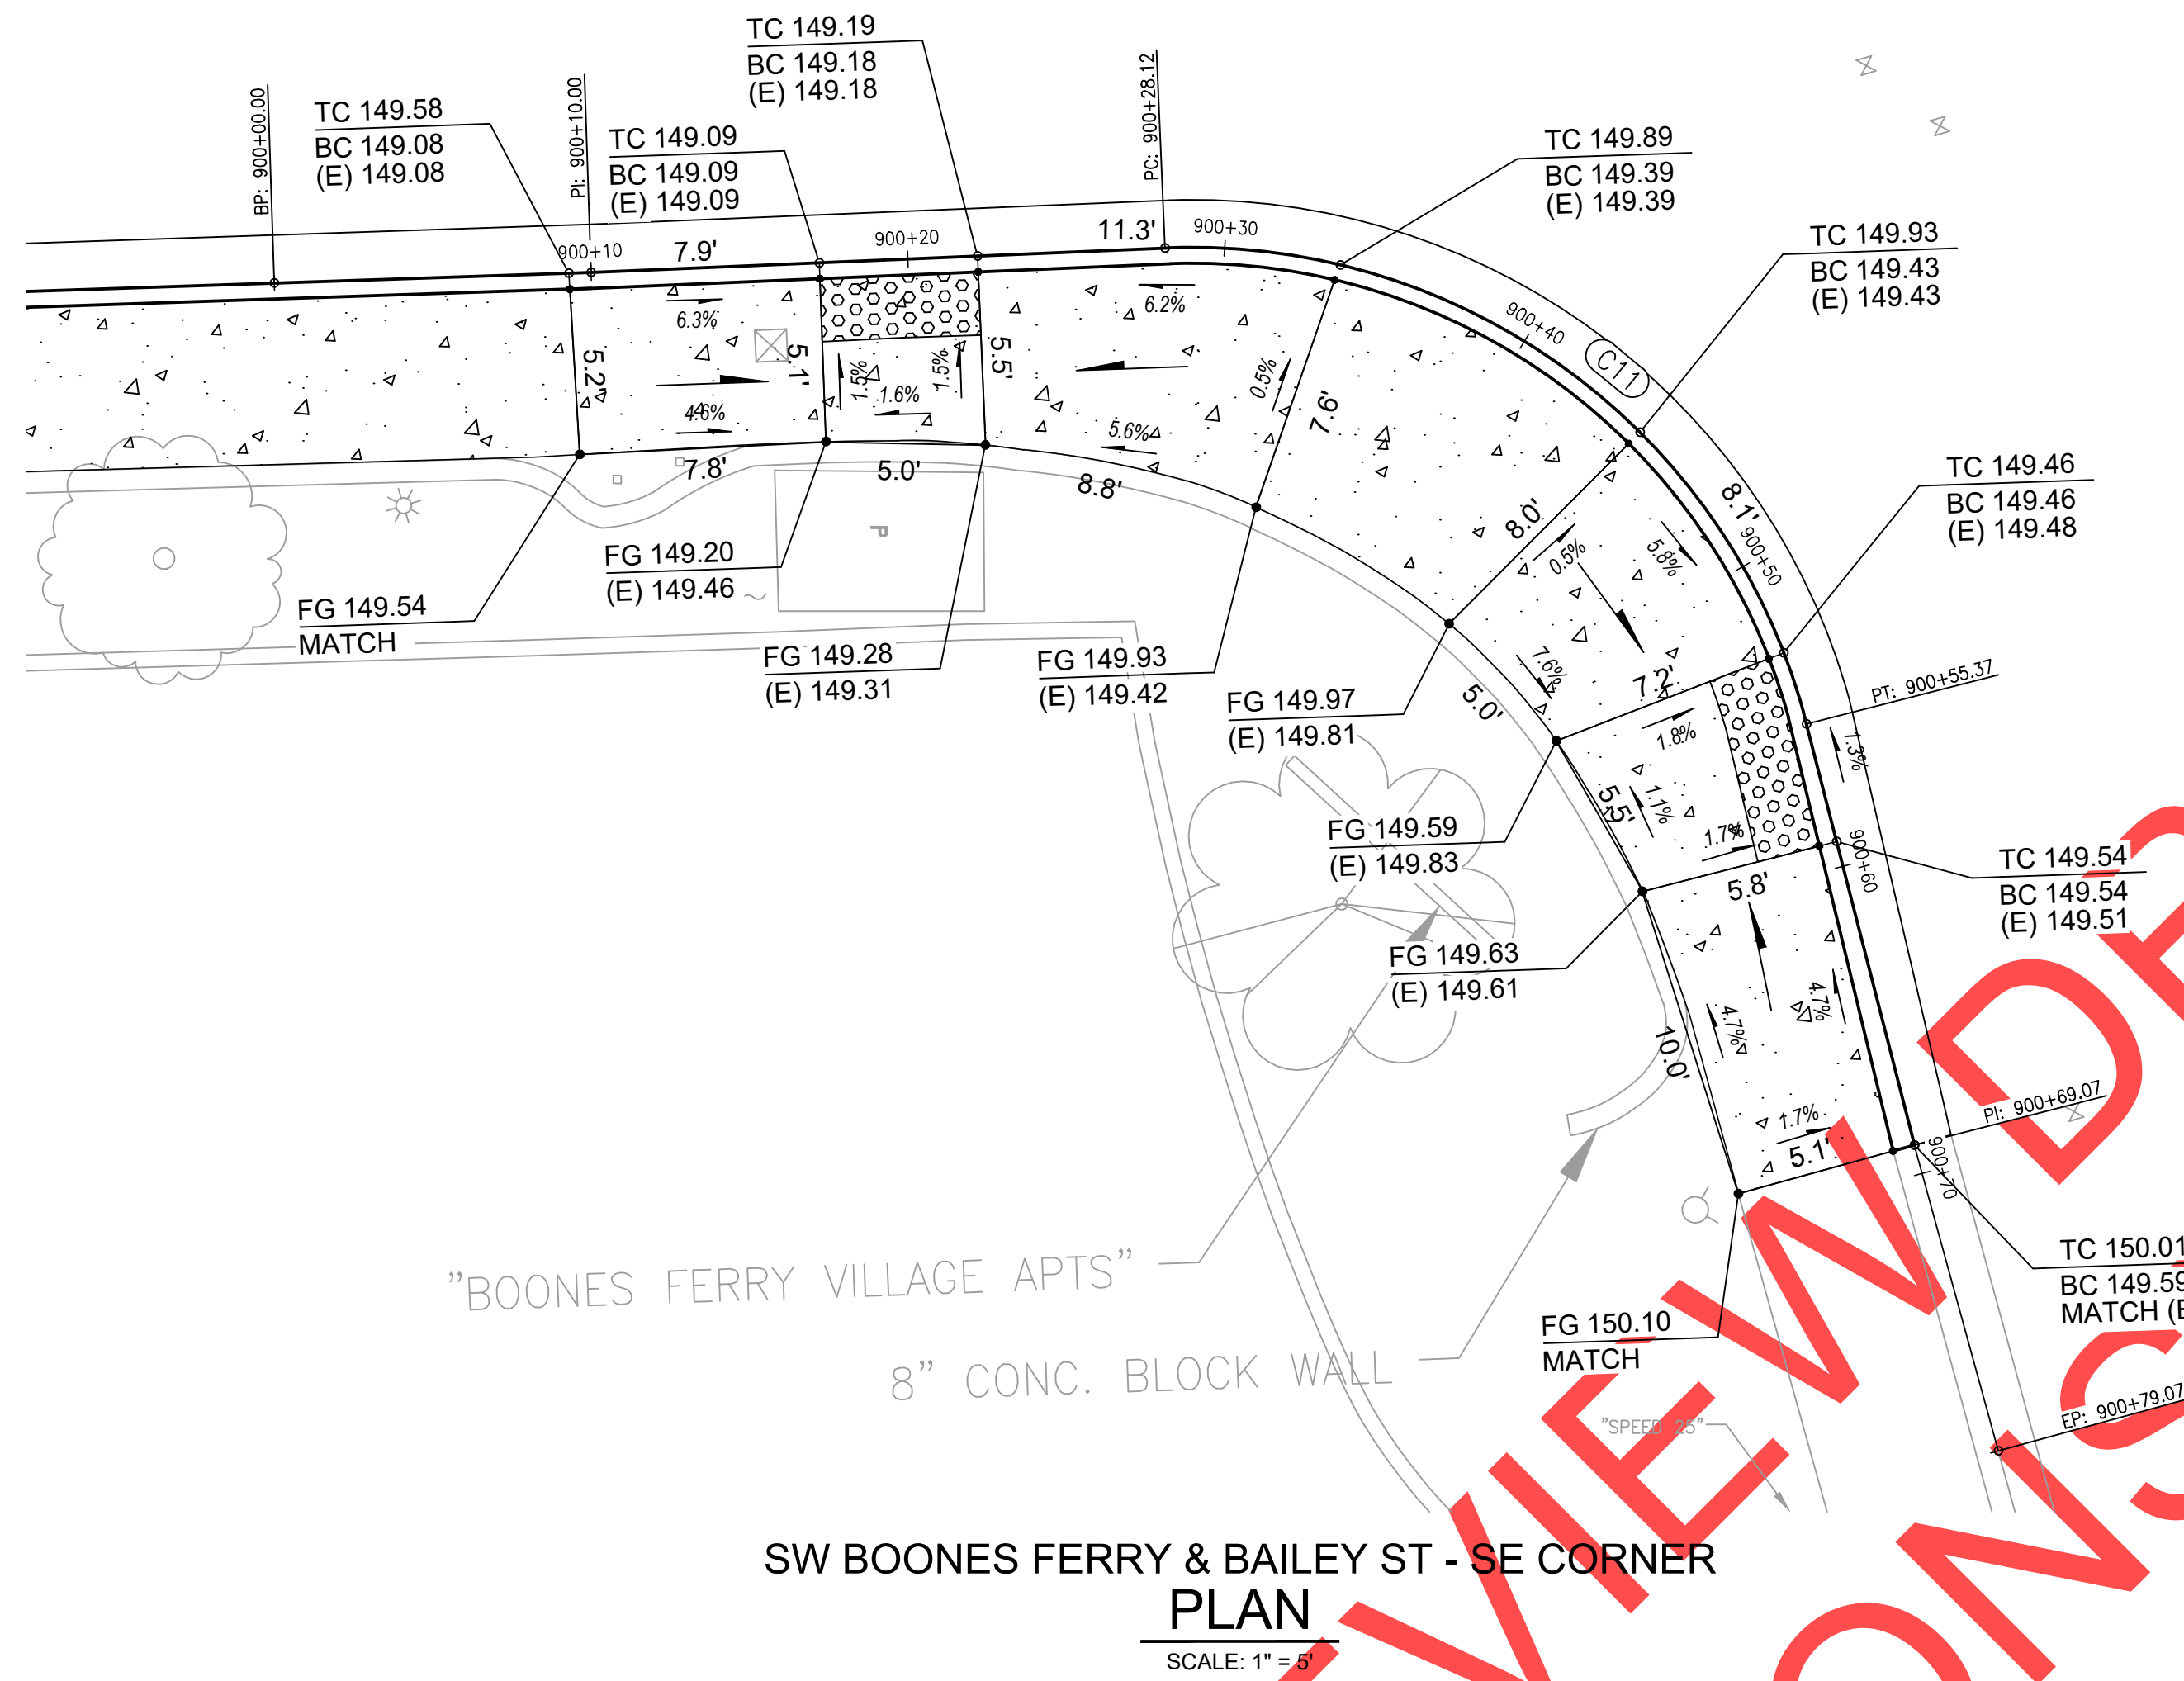 TC 149.19
BC 149.18
(E) 149.18
TC 149.58
BC 149.08
(E) 149.08
TC 149.09
BC 149.09
(E) 149.09
TC 149.89
BC 149.39
(E) 149.39
TC 149.93
BC 149.43
(E) 149.43
TC 149.46
BC 149.46
(E) 149.48
BP: 900+00.00
PI: 900+10.00
PC: 900+28.12
900+10
7.9'
900+20
11.3'
900+30
900+40
C11
8.1'
900+50
PT: 900+55.37
6.3%
5.2'
4.6%
5.1'
1.5%
1.6%
1.5%
5.5'
6.2%
5.6%
0.5%
7.6'
8.0'
0.5%
5.8%
7.6%
7.2'
7.8'
5.0'
8.8'
5.0'
P
FG 149.20
(E) 149.46
FG 149.54
MATCH
FG 149.28
(E) 149.31
FG 149.93
(E) 149.42
FG 149.97
(E) 149.81
FG 149.59
(E) 149.83
FG 149.63
(E) 149.61
1.8%
1.1%
5.5'
1.7%
1.3%
5.8'
900+60
TC 149.54
BC 149.54
(E) 149.51
4.7%
4.7%
10.0'
1.7%
5.1'
PI: 900+69.07
900+70
TC 150.01
BC 149.59
MATCH (E
FG 150.10
MATCH
EP: 900+79.07
"BOONES FERRY VILLAGE APTS"
8" CONC. BLOCK WALL
"SPEED 25"
SW BOONES FERRY & BAILEY ST - SE CORNER
PLAN
SCALE: 1" = 5'
VIEW DR
ONS